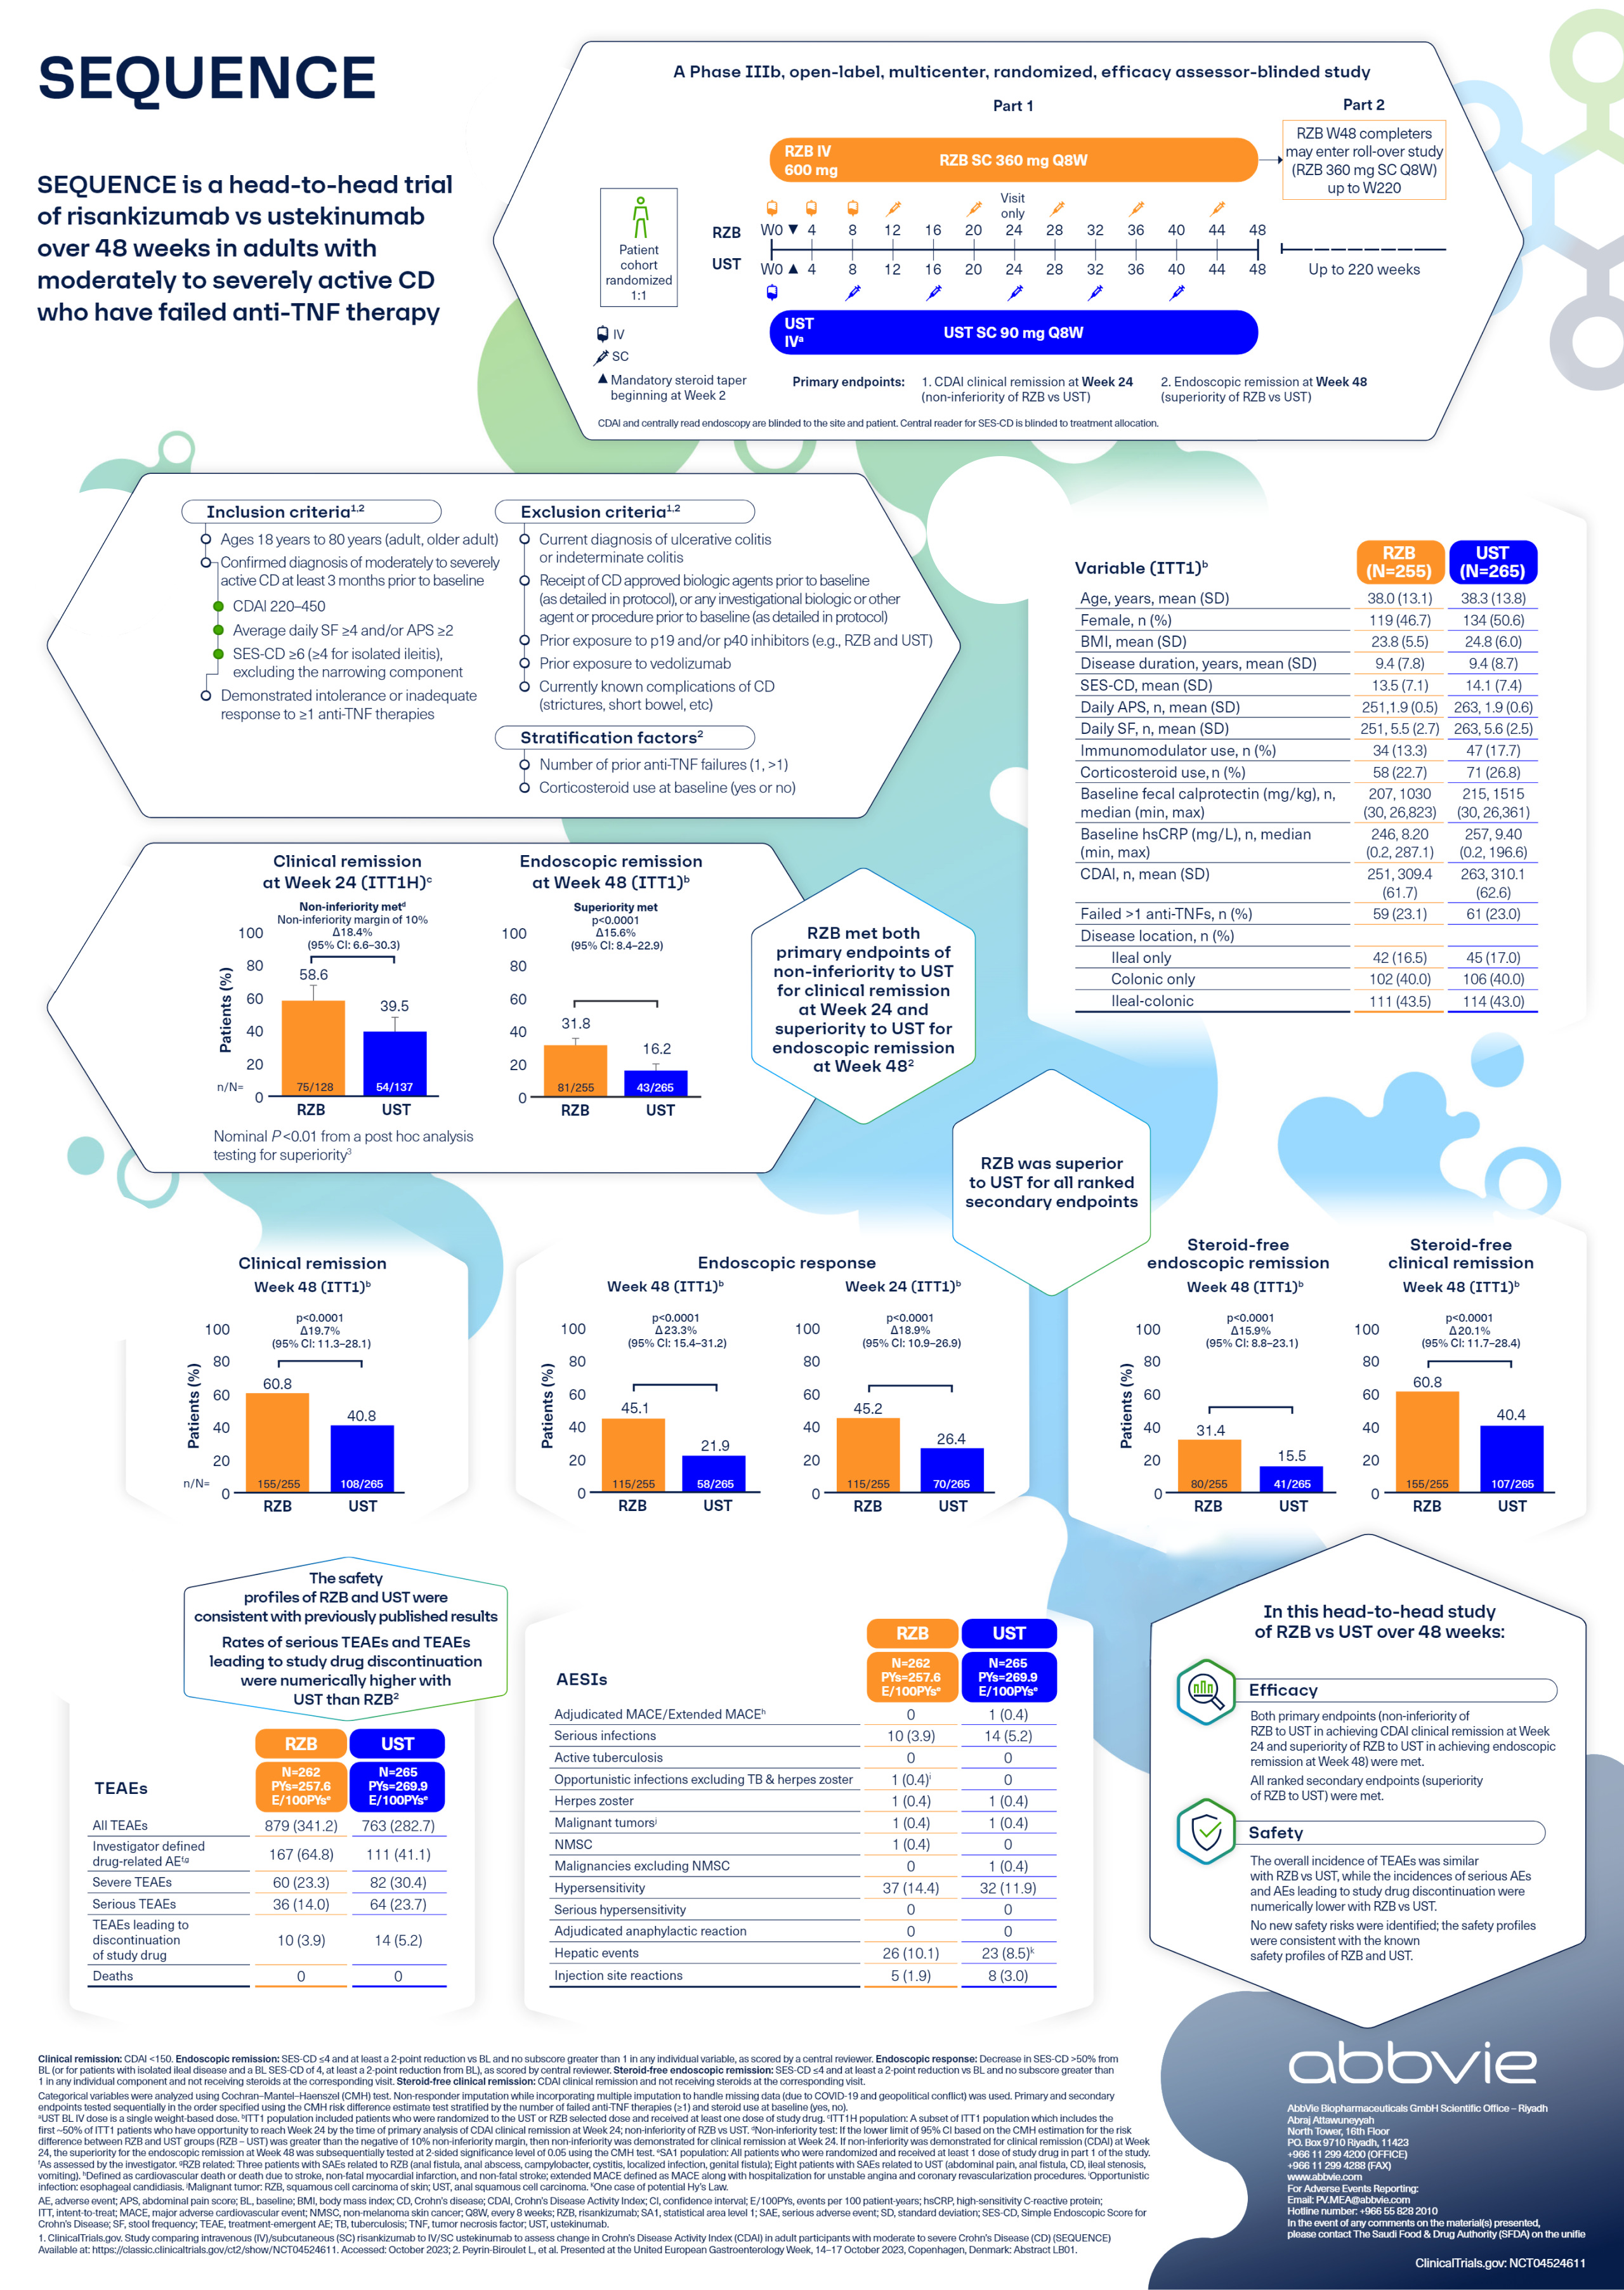 SEQUENCE
SEQUENCE is a head-to-head trial
of risankizumab vs ustekinumab
over 48 weeks in adults with
moderately to severely active CD
who have failed anti-TNF therapy
A Phase IIIb, open-label, multicenter, randomized, efficacy assessor-blinded study
Part 1
Part 2
RZB IV
600 mg
RZB SC 360 mg Q8W
RZB W48 completers
may enter roll-over study
(RZB 360 mg SC Q8W)
up to W220
Patient
cohort
randomized
1:1
Visit
only
RZB W0 ▼ 4 8 12 16 20 24 28 32 36 40 44 48
UST W0 ▲ 4 8 12 16 20 24 28 32 36 40 44 48
Up to 220 weeks
UST
IVᵃ
UST SC 90 mg Q8W
IV
SC
▲ Mandatory steroid taper
beginning at Week 2
Primary endpoints:
1. CDAI clinical remission at Week 24
(non-inferiority of RZB vs UST)
2. Endoscopic remission at Week 48
(superiority of RZB vs UST)
CDAI and centrally read endoscopy are blinded to the site and patient. Central reader for SES-CD is blinded to treatment allocation.
Inclusion criteria¹,²
Ages 18 years to 80 years (adult, older adult)
Confirmed diagnosis of moderately to severely
active CD at least 3 months prior to baseline
CDAI 220–450
Average daily SF ≥4 and/or APS ≥2
SES-CD ≥6 (≥4 for isolated ileitis),
excluding the narrowing component
Demonstrated intolerance or inadequate
response to ≥1 anti-TNF therapies
Exclusion criteria¹,²
Current diagnosis of ulcerative colitis
or indeterminate colitis
Receipt of CD approved biologic agents prior to baseline
(as detailed in protocol), or any investigational biologic or other
agent or procedure prior to baseline (as detailed in protocol)
Prior exposure to p19 and/or p40 inhibitors (e.g., RZB and UST)
Prior exposure to vedolizumab
Currently known complications of CD
(strictures, short bowel, etc)
Stratification factors²
Number of prior anti-TNF failures (1, >1)
Corticosteroid use at baseline (yes or no)
Variable (ITT1)ᵇ
RZB
(N=255)
UST
(N=265)
Age, years, mean (SD) 38.0 (13.1) 38.3 (13.8)
Female, n (%) 119 (46.7) 134 (50.6)
BMI, mean (SD) 23.8 (5.5) 24.8 (6.0)
Disease duration, years, mean (SD) 9.4 (7.8) 9.4 (8.7)
SES-CD, mean (SD) 13.5 (7.1) 14.1 (7.4)
Daily APS, n, mean (SD) 251,1.9 (0.5) 263, 1.9 (0.6)
Daily SF, n, mean (SD) 251, 5.5 (2.7) 263, 5.6 (2.5)
Immunomodulator use, n (%) 34 (13.3) 47 (17.7)
Corticosteroid use, n (%) 58 (22.7) 71 (26.8)
Baseline fecal calprotectin (mg/kg), n, 207, 1030 215, 1515
median (min, max) (30, 26,823) (30, 26,361)
Baseline hsCRP (mg/L), n, median 246, 8.20 257, 9.40
(min, max) (0.2, 287.1) (0.2, 196.6)
CDAI, n, mean (SD) 251, 309.4 263, 310.1
(61.7) (62.6)
Failed >1 anti-TNFs, n (%) 59 (23.1) 61 (23.0)
Disease location, n (%)
Ileal only 42 (16.5) 45 (17.0)
Colonic only 102 (40.0) 106 (40.0)
Ileal-colonic 111 (43.5) 114 (43.0)
Clinical remission
at Week 24 (ITT1H)ᶜ
Non-inferiority metᵈ
Non-inferiority margin of 10%
Δ18.4%
(95% CI: 6.6–30.3)
Patients (%)
100
80
60
40
20
0
58.6
39.5
n/N=
75/128
54/137
RZB
UST
Nominal P<0.01 from a post hoc analysis
testing for superiority³
Endoscopic remission
at Week 48 (ITT1)ᵇ
Superiority met
p<0.0001
Δ15.6%
(95% CI: 8.4–22.9)
100
80
60
40
20
0
31.8
16.2
81/255
43/265
RZB
UST
RZB met both
primary endpoints of
non-inferiority to UST
for clinical remission
at Week 24 and
superiority to UST for
endoscopic remission
at Week 48²
RZB was superior
to UST for all ranked
secondary endpoints
Clinical remission
Week 48 (ITT1)ᵇ
p<0.0001
Δ19.7%
(95% CI: 11.3–28.1)
Patients (%)
100
80
60
40
20
0
60.8
40.8
n/N=
155/255
108/265
RZB
UST
Endoscopic response
Week 48 (ITT1)ᵇ
p<0.0001
Δ23.3%
(95% CI: 15.4–31.2)
Patients (%)
100
80
60
40
20
0
45.1
21.9
115/255
58/265
RZB
UST
Week 24 (ITT1)ᵇ
p<0.0001
Δ18.9%
(95% CI: 10.9–26.9)
100
80
60
40
20
0
45.2
26.4
115/255
70/265
RZB
UST
Steroid-free
endoscopic remission
Week 48 (ITT1)ᵇ
p<0.0001
Δ15.9%
(95% CI: 8.8–23.1)
Patients (%)
100
80
60
40
20
0
31.4
15.5
80/255
41/265
RZB
UST
Steroid-free
clinical remission
Week 48 (ITT1)ᵇ
p<0.0001
Δ20.1%
(95% CI: 11.7–28.4)
100
80
60
40
20
0
60.8
40.4
155/255
107/265
RZB
UST
The safety
profiles of RZB and UST were
consistent with previously published results
Rates of serious TEAEs and TEAEs
leading to study drug discontinuation
were numerically higher with
UST than RZB²
TEAEs
RZB
N=262
PYs=257.6
E/100PYsᵉ
UST
N=265
PYs=269.9
E/100PYsᵉ
All TEAEs 879 (341.2) 763 (282.7)
Investigator defined
drug-related AEᶠ,ᵍ 167 (64.8) 111 (41.1)
Severe TEAEs 60 (23.3) 82 (30.4)
Serious TEAEs 36 (14.0) 64 (23.7)
TEAEs leading to
discontinuation 10 (3.9) 14 (5.2)
of study drug
Deaths 0 0
AESIs
RZB
N=262
PYs=257.6
E/100PYsᵉ
UST
N=265
PYs=269.9
E/100PYsᵉ
Adjudicated MACE/Extended MACEʰ 0 1 (0.4)
Serious infections 10 (3.9) 14 (5.2)
Active tuberculosis 0 0
Opportunistic infections excluding TB & herpes zoster 1 (0.4)ⁱ 0
Herpes zoster 1 (0.4) 1 (0.4)
Malignant tumorsʲ 1 (0.4) 1 (0.4)
NMSC 1 (0.4) 0
Malignancies excluding NMSC 0 1 (0.4)
Hypersensitivity 37 (14.4) 32 (11.9)
Serious hypersensitivity 0 0
Adjudicated anaphylactic reaction 0 0
Hepatic events 26 (10.1) 23 (8.5)ᵏ
Injection site reactions 5 (1.9) 8 (3.0)
In this head-to-head study
of RZB vs UST over 48 weeks:
Efficacy
Both primary endpoints (non-inferiority of
RZB to UST in achieving CDAI clinical remission at Week
24 and superiority of RZB to UST in achieving endoscopic
remission at Week 48) were met.
All ranked secondary endpoints (superiority
of RZB to UST) were met.
Safety
The overall incidence of TEAEs was similar
with RZB vs UST, while the incidences of serious AEs
and AEs leading to study drug discontinuation were
numerically lower with RZB vs UST.
No new safety risks were identified; the safety profiles
were consistent with the known
safety profiles of RZB and UST.
Clinical remission: CDAI <150. Endoscopic remission: SES-CD ≤4 and at least a 2-point reduction vs BL and no subscore greater than 1 in any individual variable, as scored by a central reviewer. Endoscopic response: Decrease in SES-CD >50% from
BL (or for patients with isolated ileal disease and a BL SES-CD of 4, at least a 2-point reduction from BL), as scored by central reviewer. Steroid-free endoscopic remission: SES-CD ≤4 and at least a 2-point reduction vs BL and no subscore greater than
1 in any individual component and not receiving steroids at the corresponding visit. Steroid-free clinical remission: CDAI clinical remission and not receiving steroids at the corresponding visit.
Categorical variables were analyzed using Cochran–Mantel–Haenszel (CMH) test. Non-responder imputation while incorporating multiple imputation to handle missing data (due to COVID-19 and geopolitical conflict) was used. Primary and secondary
endpoints tested sequentially in the order specified using the CMH risk difference estimate test stratified by the number of failed anti-TNF therapies (≥1) and steroid use at baseline (yes, no).
ᵃUST BL IV dose is a single weight-based dose. ᵇITT1 population included patients who were randomized to the UST or RZB selected dose and received at least one dose of study drug. ᶜITT1H population: A subset of ITT1 population which includes the
first ~50% of ITT1 patients who have opportunity to reach Week 24 by the time of primary analysis of CDAI clinical remission at Week 24; non-inferiority of RZB vs UST. ᵈNon-inferiority test: If the lower limit of 95% CI based on the CMH estimation for the risk
difference between RZB and UST groups (RZB – UST) was greater than the negative of 10% non-inferiority margin, then non-inferiority was demonstrated for clinical remission at Week 24. If non-inferiority was demonstrated for clinical remission (CDAI) at Week
24, the superiority for the endoscopic remission at Week 48 was subsequentially tested at 2-sided significance level of 0.05 using the CMH test. ᵉSA1 population: All patients who were randomized and received at least 1 dose of study drug in part 1 of the study.
ᶠAs assessed by the investigator. ᵍRZB related: Three patients with SAEs related to RZB (anal fistula, anal abscess, campylobacter, cystitis, localized infection, genital fistula); Eight patients with SAEs related to UST (abdominal pain, anal fistula, CD, ileal stenosis,
vomiting). ʰDefined as cardiovascular death or death due to stroke, non-fatal myocardial infarction, and non-fatal stroke; extended MACE defined as MACE along with hospitalization for unstable angina and coronary revascularization procedures. ⁱOpportunistic
infection: esophageal candidiasis. ʲMalignant tumor: RZB, squamous cell carcinoma of skin; UST, anal squamous cell carcinoma. ᵏOne case of potential Hy's Law.
AE, adverse event; APS, abdominal pain score; BL, baseline; BMI, body mass index; CD, Crohn's disease; CDAI, Crohn's Disease Activity Index; CI, confidence interval; E/100PYs, events per 100 patient-years; hsCRP, high-sensitivity C-reactive protein;
ITT, intent-to-treat; MACE, major adverse cardiovascular event; NMSC, non-melanoma skin cancer; Q8W, every 8 weeks; RZB, risankizumab; SA1, statistical area level 1; SAE, serious adverse event; SD, standard deviation; SES-CD, Simple Endoscopic Score for
Crohn's Disease; SF, stool frequency; TEAE, treatment-emergent AE; TB, tuberculosis; TNF, tumor necrosis factor; UST, ustekinumab.
1. ClinicalTrials.gov. Study comparing intravenous (IV)/subcutaneous (SC) risankizumab to IV/SC ustekinumab to assess change in Crohn's Disease Activity Index (CDAI) in adult participants with moderate to severe Crohn's Disease (CD) (SEQUENCE)
Available at: https://classic.clinicaltrials.gov/ct2/show/NCT04524611. Accessed: October 2023; 2. Peyrin-Biroulet L, et al. Presented at the United European Gastroenterology Week, 14–17 October 2023, Copenhagen, Denmark: Abstract LB01.
abbvie
AbbVie Biopharmaceuticals GmbH Scientific Office – Riyadh
Abraj Attawuneyyah
North Tower, 16th Floor
PO. Box 9710 Riyadh, 11423
+966 11 299 4200 (OFFICE)
+966 11 299 4288 (FAX)
www.abbvie.com
For Adverse Events Reporting:
Email: PV.MEA@abbvie.com
Hotline number: +966 55 828 2010
In the event of any comments on the material(s) presented,
please contact The Saudi Food & Drug Authority (SFDA) on the unifie
ClinicalTrials.gov: NCT04524611